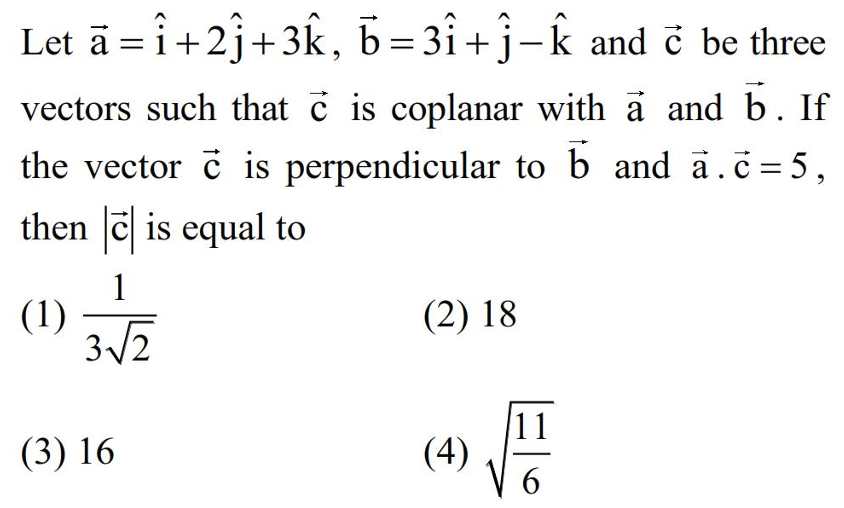 Let $\vec{a} = \hat{i} + 2\hat{j} + 3\hat{k}$, $\vec{b} = 3\hat{i} + \hat{j} - \hat{k}$ and $\vec{c}$ be three
vectors such that $\vec{c}$ is coplanar with $\vec{a}$ and $\vec{b}$. If
the vector $\vec{c}$ is perpendicular to $\vec{b}$ and $\vec{a}.\vec{c} = 5$,
then $|\vec{c}|$ is equal to
(1) $\frac{1}{3\sqrt{2}}$ (2) 18
(3) 16 (4) $\sqrt{\frac{11}{6}}$